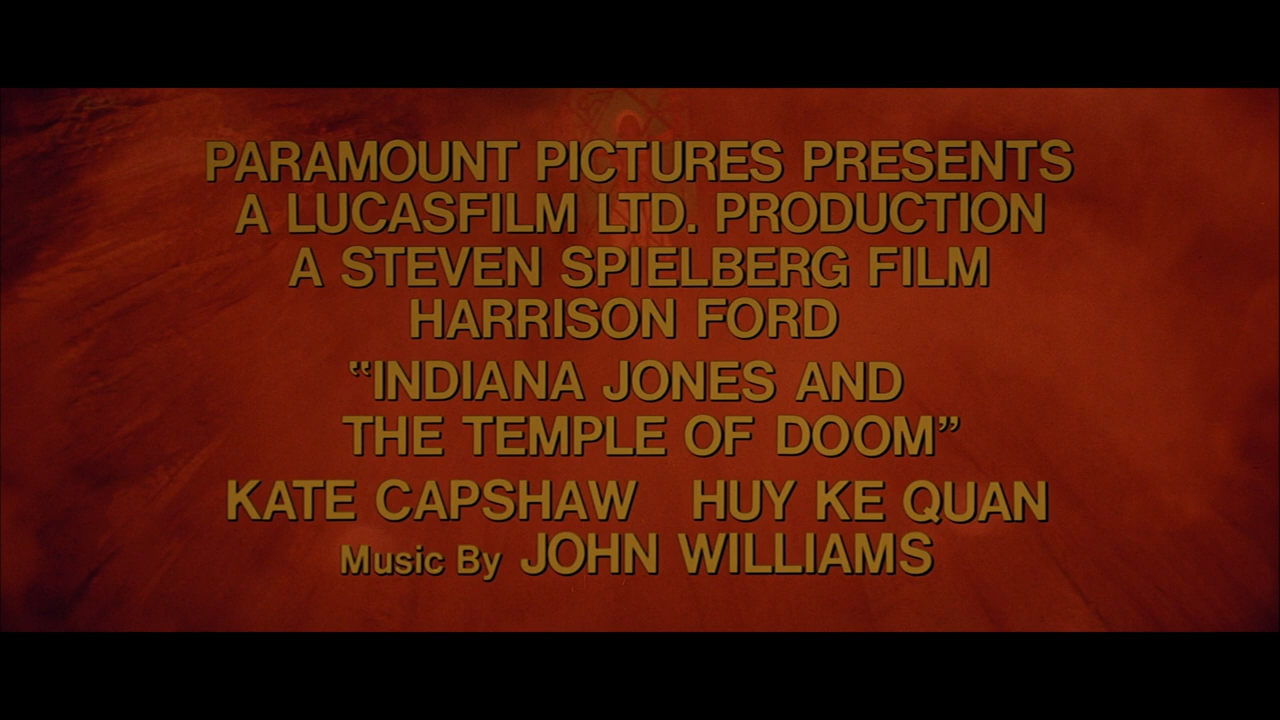 PARAMOUNT PICTURES PRESENTS
A LUCASFILM LTD. PRODUCTION
A STEVEN SPIELBERG FILM
HARRISON FORD
“INDIANA JONES AND
THE TEMPLE OF DOOM”
KATE CAPSHAW HUY KE QUAN
Music By JOHN WILLIAMS